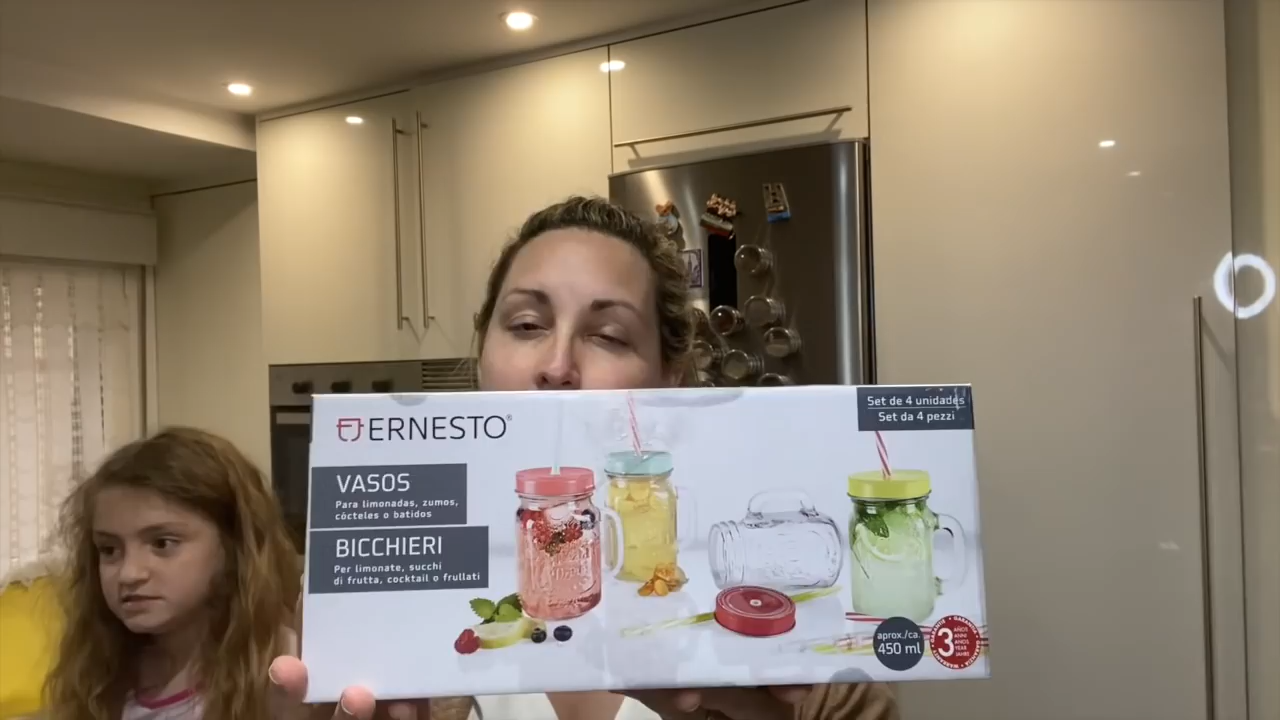 ERNESTO®
Set de 4 unidades
Set da 4 pezzi
VASOS
Para limonadas, zumos,
cócteles o batidos
BICCHIERI
Per limonate, succhi
di frutta, cocktail o frullati
aprox./ca.
450 ml
3